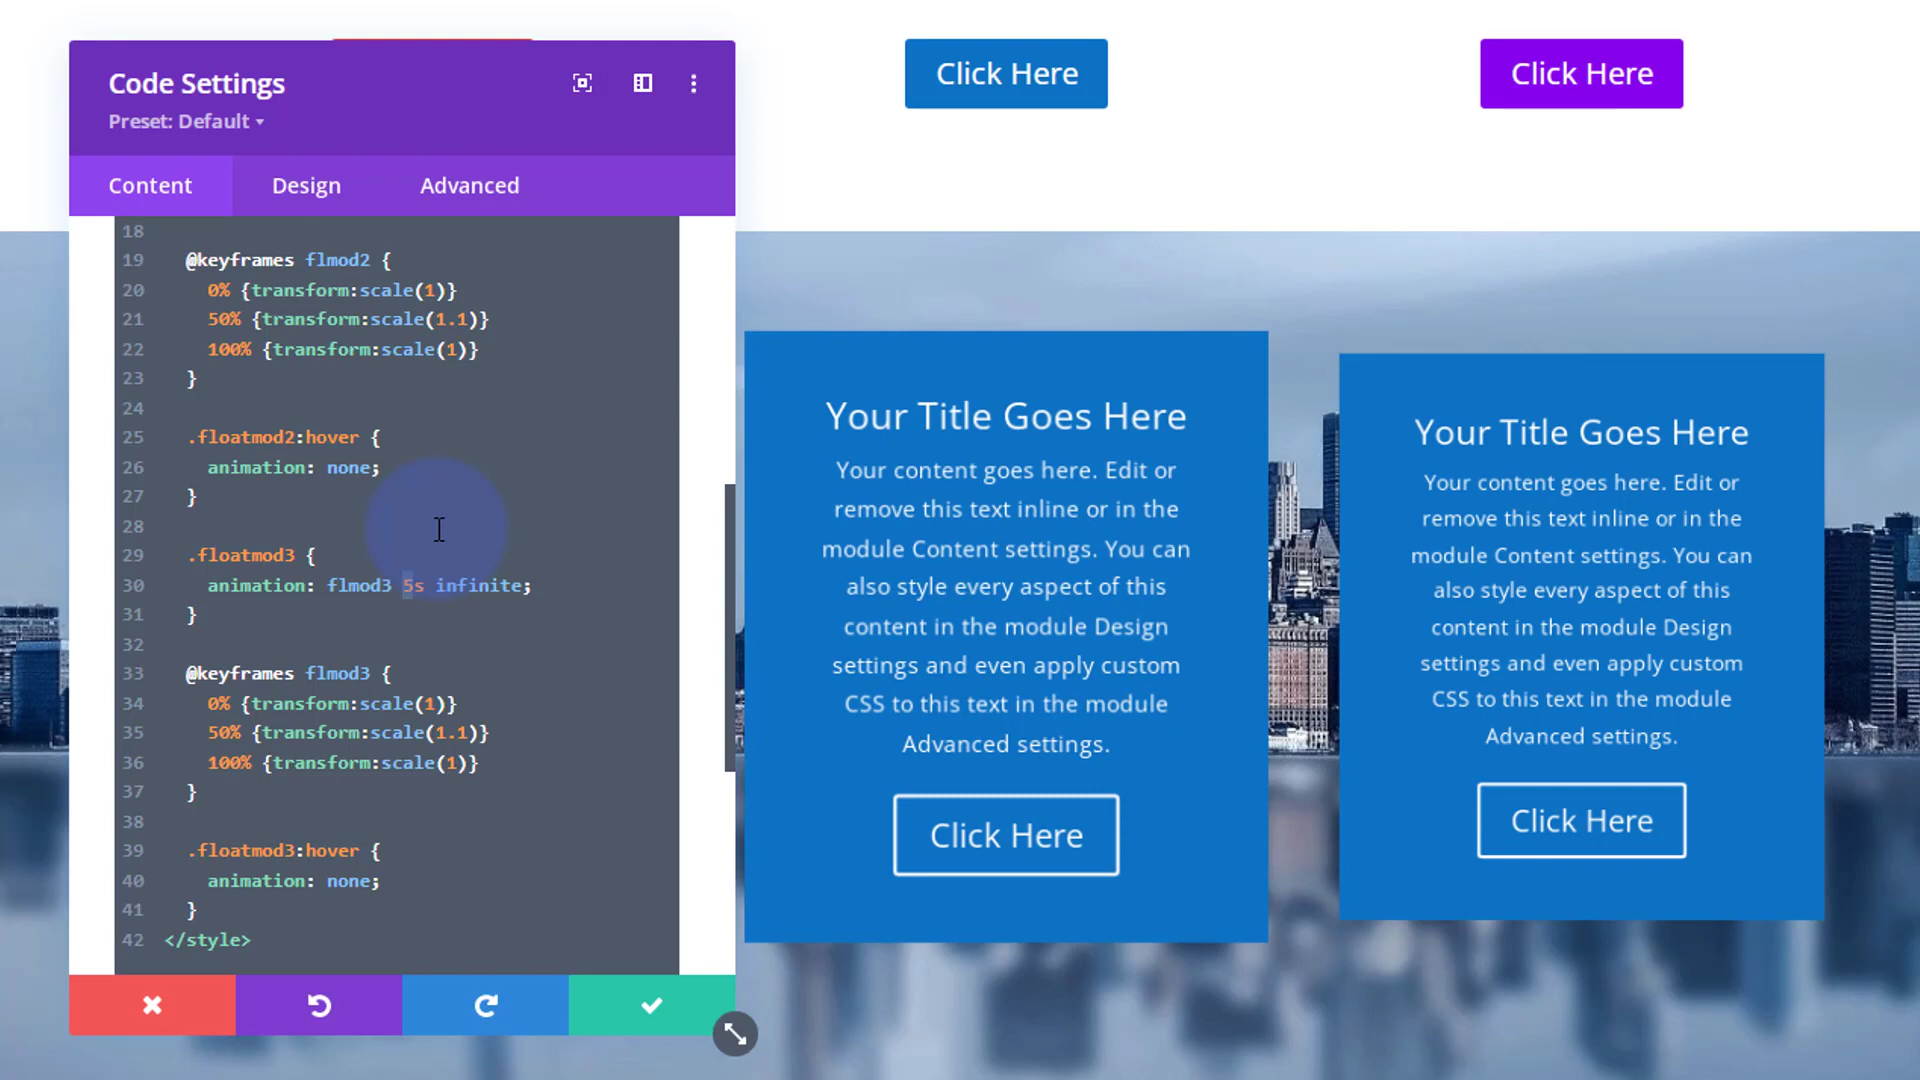 Code Settings
Preset: Default
Content
Design
Advanced
18
19 @keyframes flmod2 {
20 0% {transform:scale(1)}
21 50% {transform:scale(1.1)}
22 100% {transform:scale(1)}
23 }
24
25 .floatmod2:hover {
26 animation: none;
27 }
28
29 .floatmod3 {
30 animation: flmod3 5s infinite;
31 }
32
33 @keyframes flmod3 {
34 0% {transform:scale(1)}
35 50% {transform:scale(1.1)}
36 100% {transform:scale(1)}
37 }
38
39 .floatmod3:hover {
40 animation: none;
41 }
42 </style>
Click Here
Click Here
Your Title Goes Here
Your content goes here. Edit or
remove this text inline or in the
module Content settings. You can
also style every aspect of this
content in the module Design
settings and even apply custom
CSS to this text in the module
Advanced settings.
Click Here
Your Title Goes Here
Your content goes here. Edit or
remove this text inline or in the
module Content settings. You can
also style every aspect of this
content in the module Design
settings and even apply custom
CSS to this text in the module
Advanced settings.
Click Here